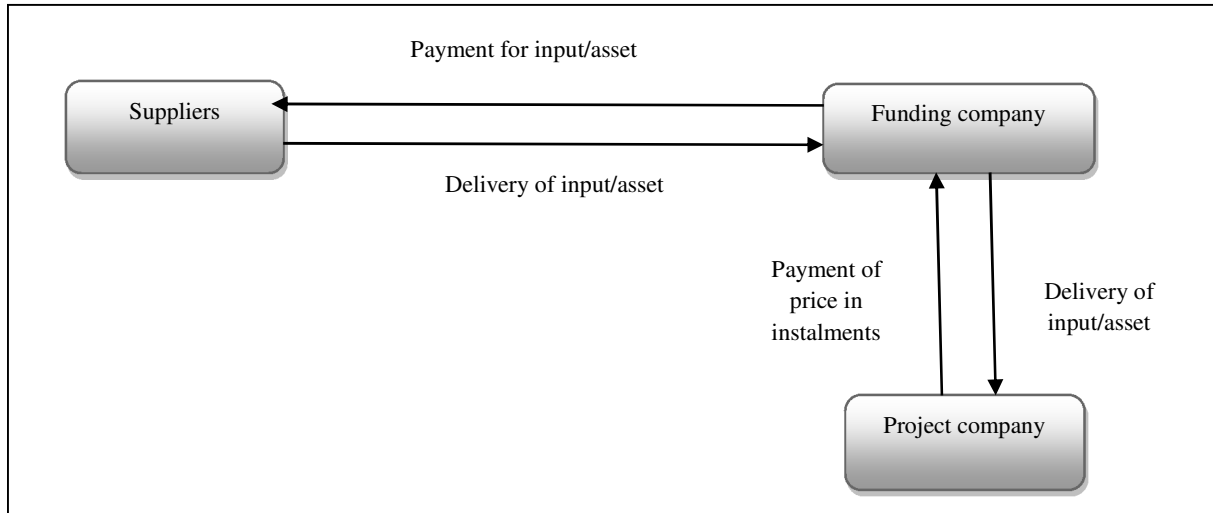 Payment for input/asset
Suppliers
Funding company
Delivery of input/asset
Payment of
price in
instalments
Delivery of
input/asset
Project company